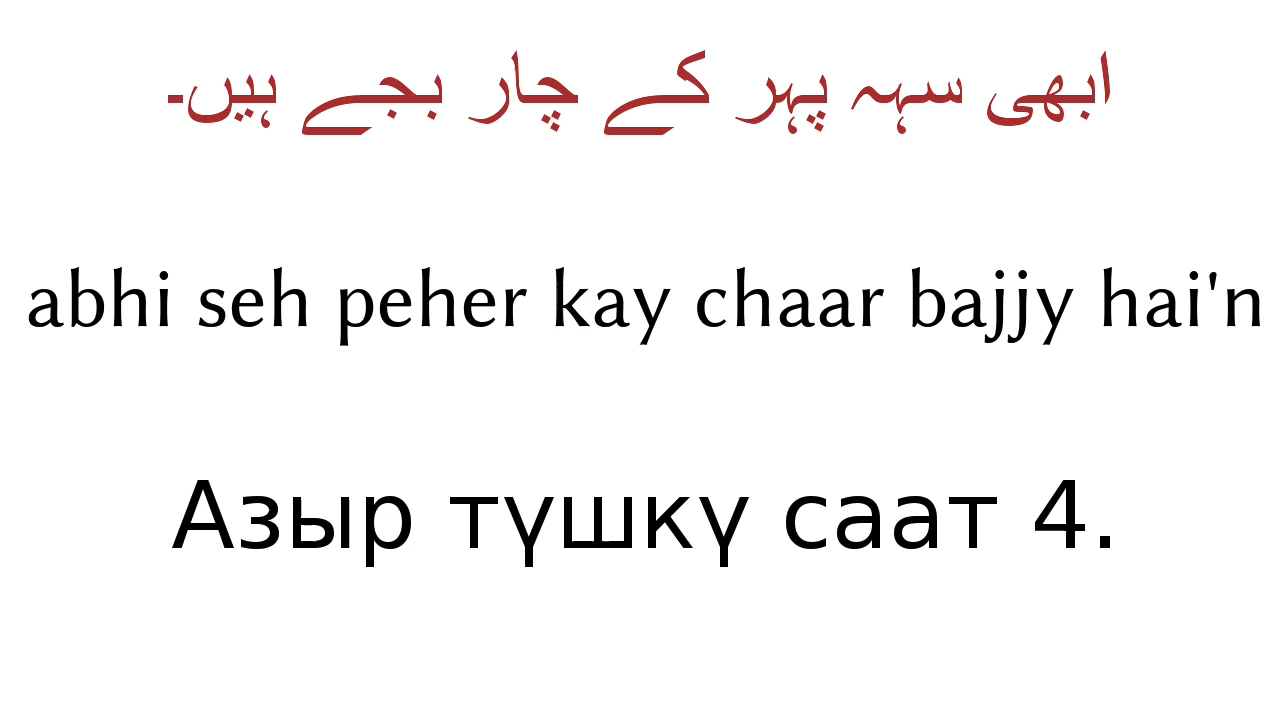 ابھی سہہ پہر کے چار بجے ہیں۔
abhi seh peher kay chaar bajjy hai'n
Азыр түшкү саат 4.